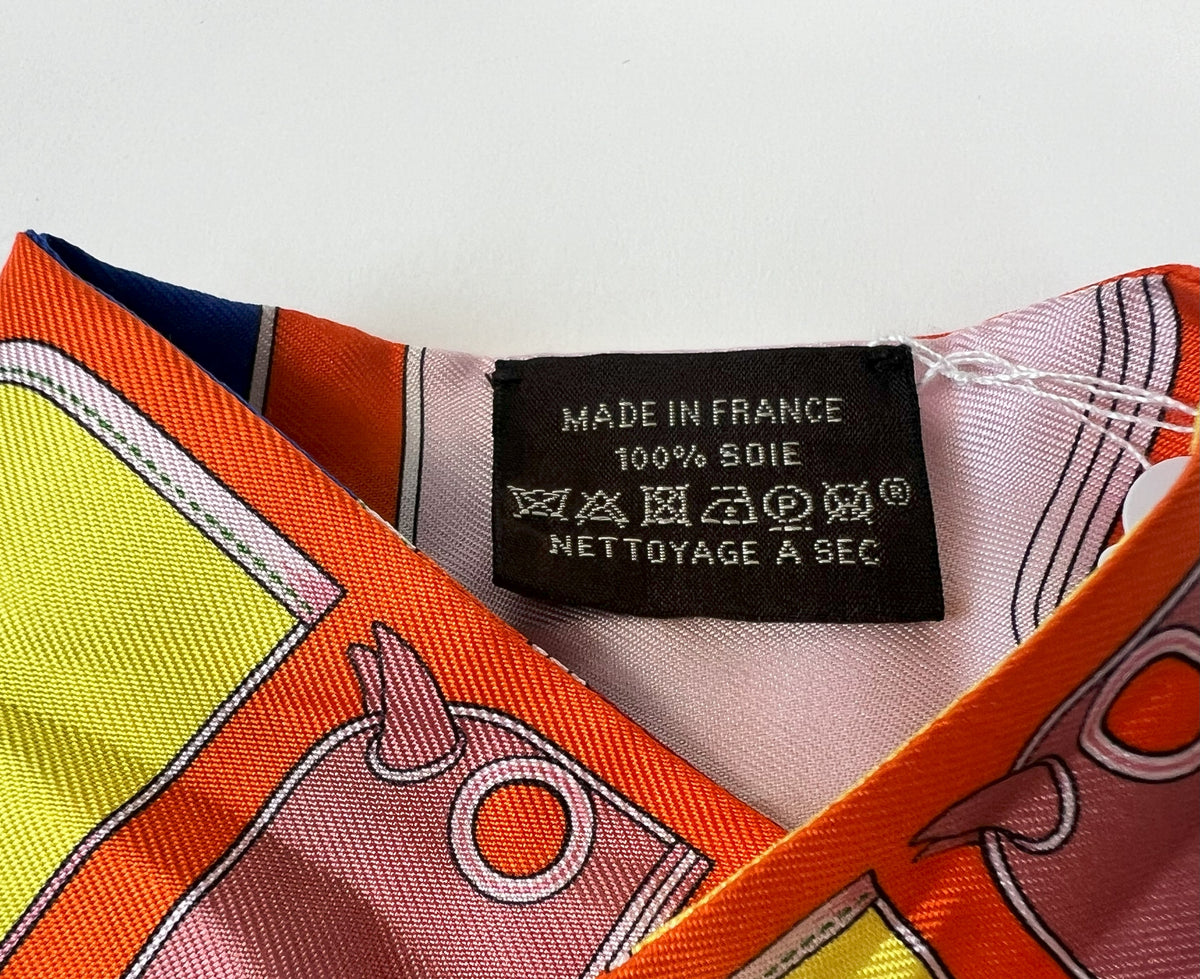 MADE IN FRANCE
100% SOIE
P ®
NETTOYAGE A SEC